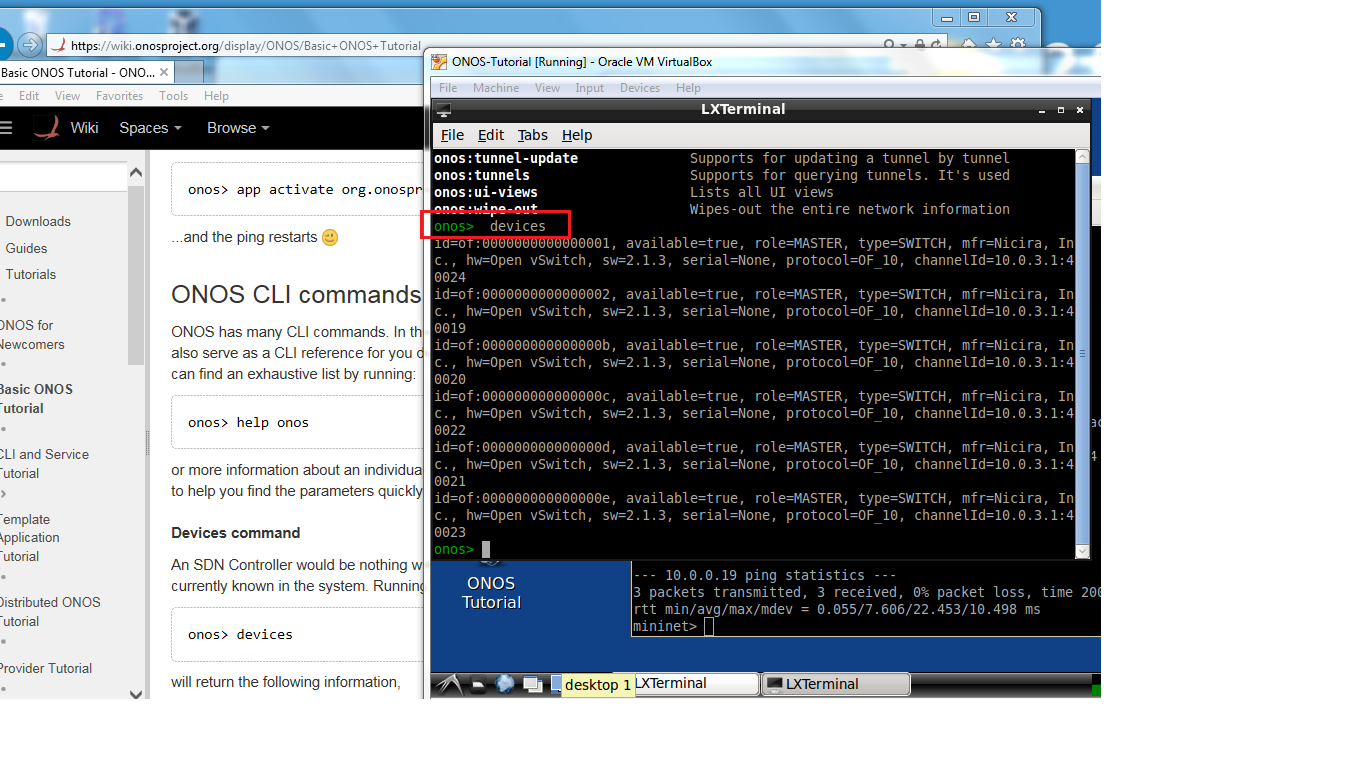 https://wiki.onosproject.org/display/ONOS/Basic+ONOS+Tutorial
Basic ONOS Tutorial - ONO...
Edit View Favorites Tools Help
Wiki Spaces Browse
Downloads
Guides
Tutorials
ONOS for
Newcomers
Basic ONOS
Tutorial
CLI and Service
Tutorial
Template
Application
Tutorial
Distributed ONOS
Tutorial
Provider Tutorial
onos> app activate org.onospr
...and the ping restarts
ONOS CLI commands
ONOS has many CLI commands. In th
also serve as a CLI reference for you d
can find an exhaustive list by running:
onos> help onos
or more information about an individua
to help you find the parameters quickly
Devices command
An SDN Controller would be nothing w
currently known in the system. Running
onos> devices
will return the following information,
ONOS-Tutorial [Running] - Oracle VM VirtualBox
File Machine View Input Devices Help
LXTerminal
File Edit Tabs Help
onos:tunnel-update Supports for updating a tunnel by tunnel
onos:tunnels Supports for querying tunnels. It's used
onos:ui-views Lists all UI views
onos:wipe-out Wipes-out the entire network information
onos> devices
id=of:0000000000000001, available=true, role=MASTER, type=SWITCH, mfr=Nicira, In
c., hw=Open vSwitch, sw=2.1.3, serial=None, protocol=OF_10, channelId=10.0.3.1:4
0024
id=of:0000000000000002, available=true, role=MASTER, type=SWITCH, mfr=Nicira, In
c., hw=Open vSwitch, sw=2.1.3, serial=None, protocol=OF_10, channelId=10.0.3.1:4
0019
id=of:000000000000000b, available=true, role=MASTER, type=SWITCH, mfr=Nicira, In
c., hw=Open vSwitch, sw=2.1.3, serial=None, protocol=OF_10, channelId=10.0.3.1:4
0020
id=of:000000000000000c, available=true, role=MASTER, type=SWITCH, mfr=Nicira, In
c., hw=Open vSwitch, sw=2.1.3, serial=None, protocol=OF_10, channelId=10.0.3.1:4
0022
id=of:000000000000000d, available=true, role=MASTER, type=SWITCH, mfr=Nicira, In
c., hw=Open vSwitch, sw=2.1.3, serial=None, protocol=OF_10, channelId=10.0.3.1:4
0021
id=of:000000000000000e, available=true, role=MASTER, type=SWITCH, mfr=Nicira, In
c., hw=Open vSwitch, sw=2.1.3, serial=None, protocol=OF_10, channelId=10.0.3.1:4
0023
onos>
ONOS
Tutorial
--- 10.0.0.19 ping statistics ---
3 packets transmitted, 3 received, 0% packet loss, time 200
rtt min/avg/max/mdev = 0.055/7.606/22.453/10.498 ms
mininet>
desktop 1
LXTerminal
LXTerminal